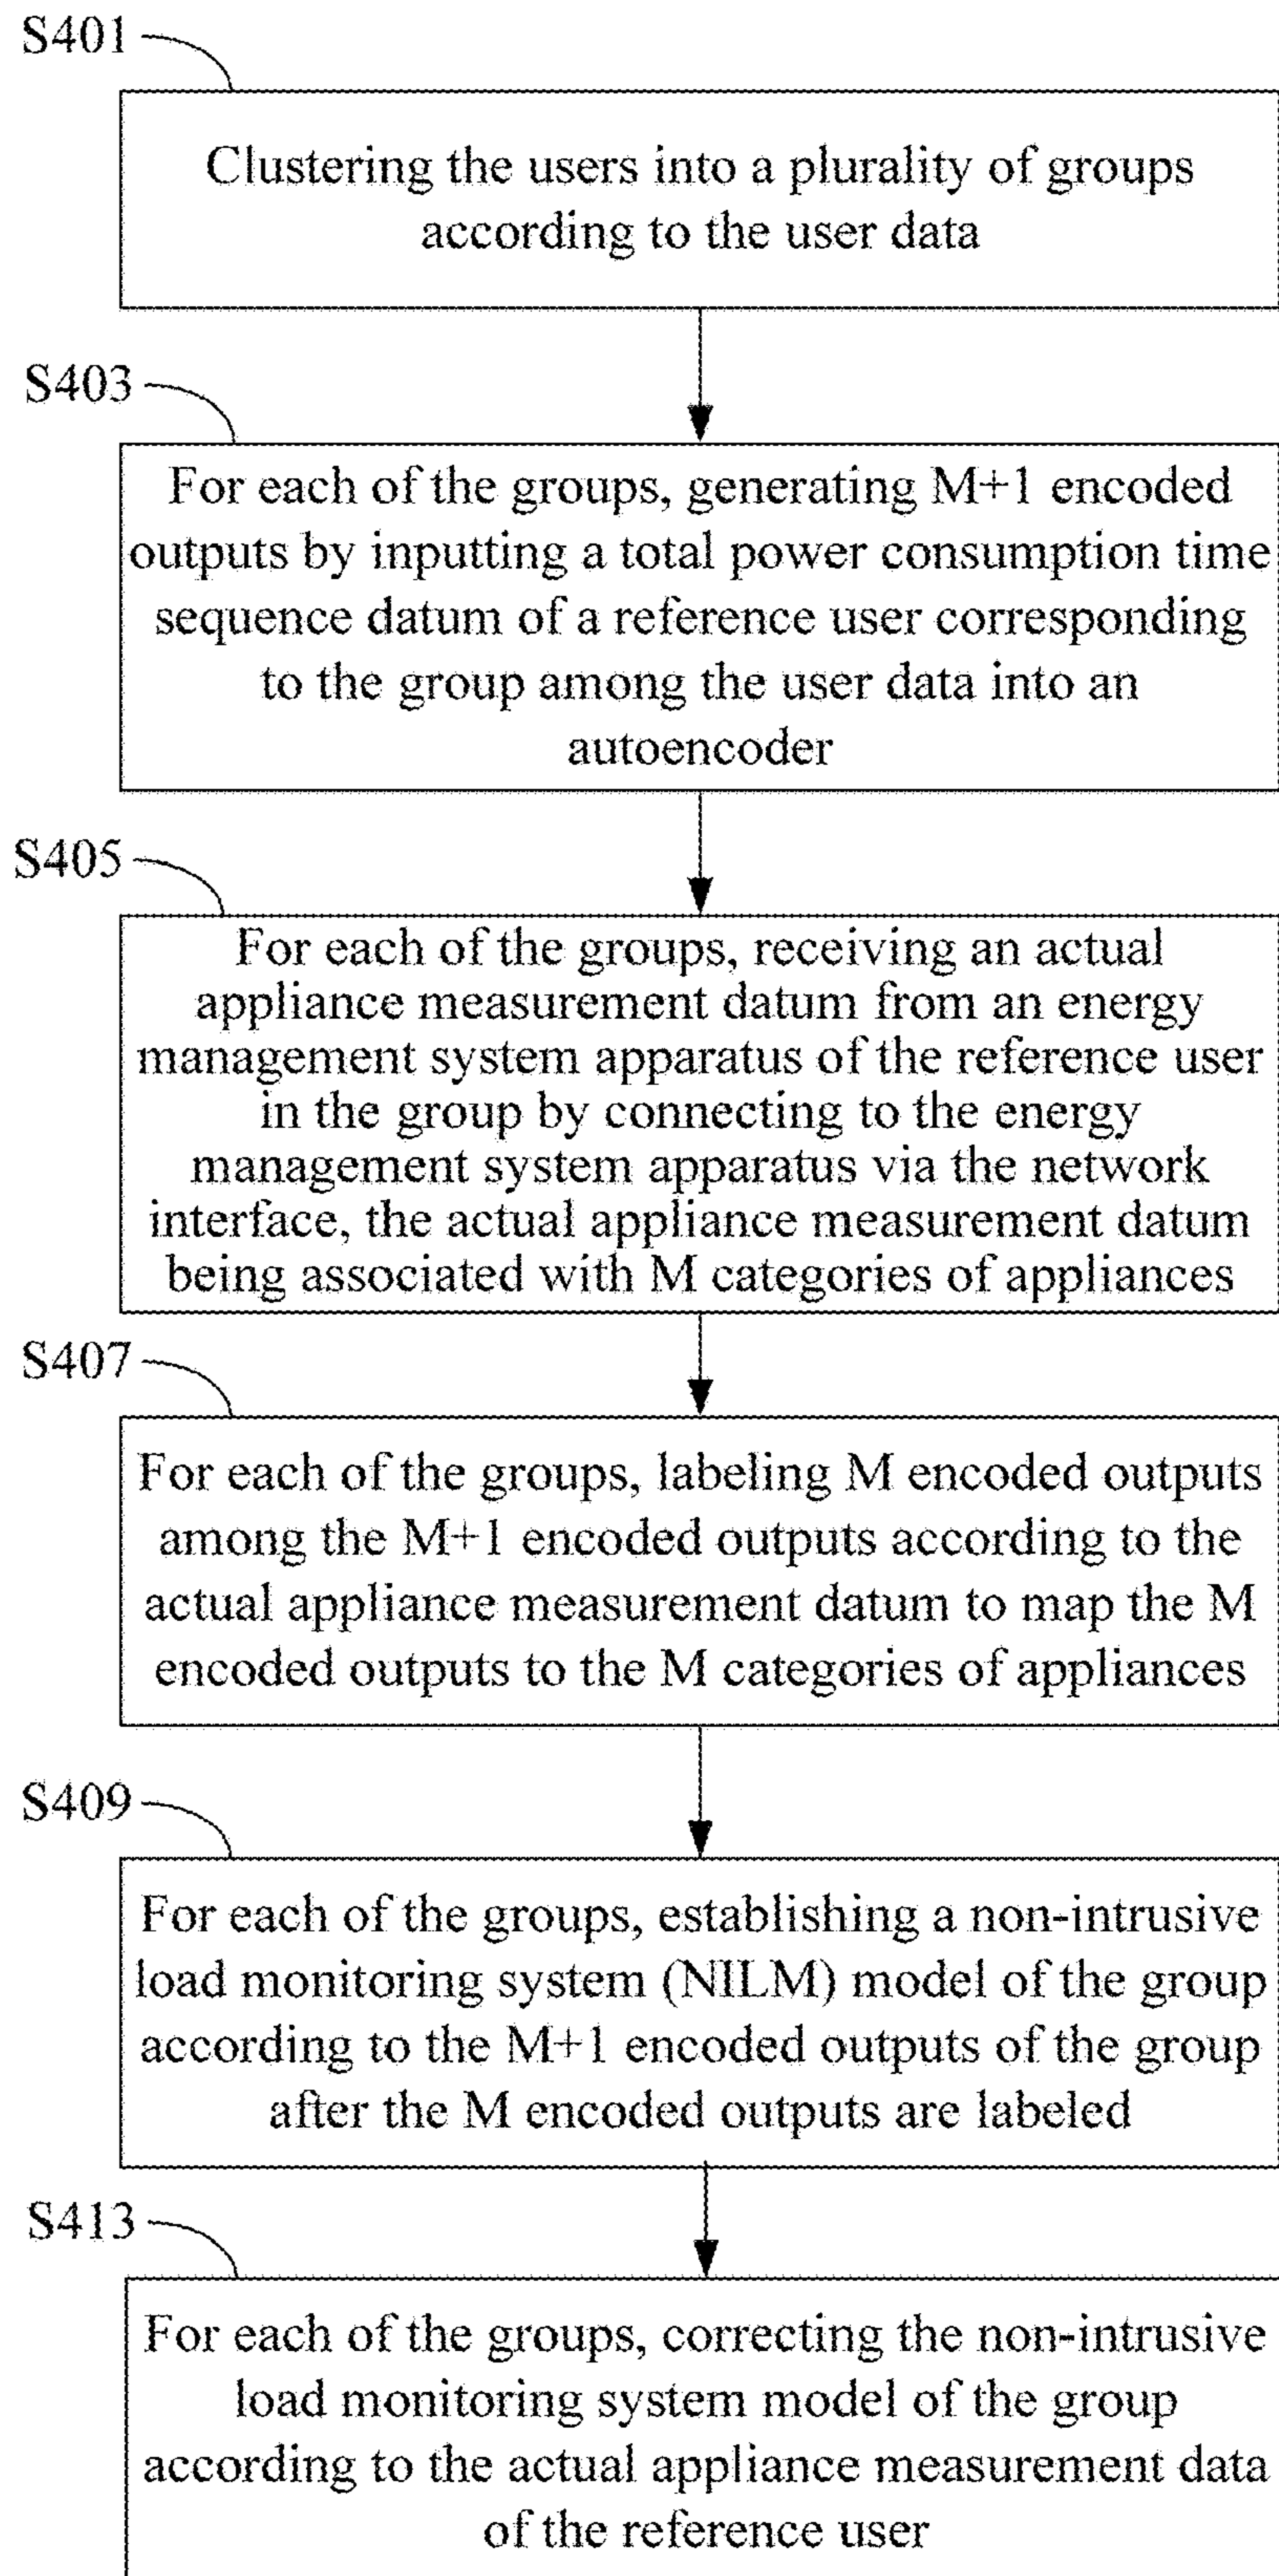 S401
Clustering the users into a plurality of groups
according to the user data
S403
For each of the groups, generating M+1 encoded
outputs by inputting a total power consumption time
sequence datum of a reference user corresponding
to the group among the user data into an
autoencoder
S405
For each of the groups, receiving an actual
appliance measurement datum from an energy
management system apparatus of the reference user
in the group by connecting to the energy
management system apparatus via the network
interface, the actual appliance measurement datum
being associated with M categories of appliances
S407
For each of the groups, labeling M encoded outputs
among the M+1 encoded outputs according to the
actual appliance measurement datum to map the M
encoded outputs to the M categories of appliances
S409
For each of the groups, establishing a non-intrusive
load monitoring system (NILM) model of the group
according to the M+1 encoded outputs of the group
after the M encoded outputs are labeled
S413
For each of the groups, correcting the non-intrusive
load monitoring system model of the group
according to the actual appliance measurement data
of the reference user